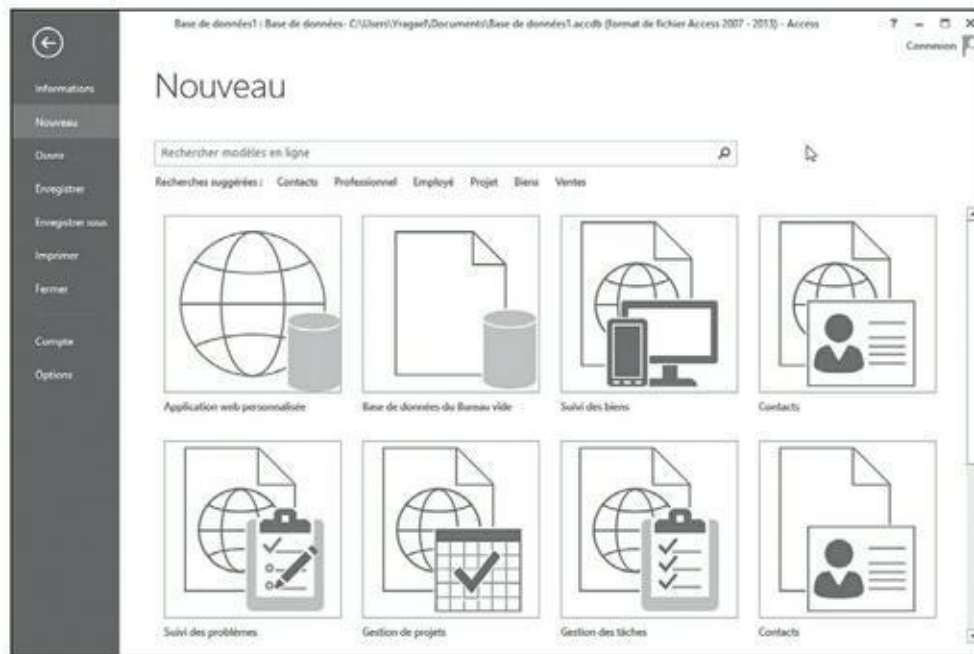 Base de données1 : Base de données- C:\Users\Yragael\Documents\Base de données1.accdb (format de fichier Access 2007 - 2013) - Access ?
Connexion
Informations
Nouveau
Ouvrir
Enregistrer
Enregistrer sous
Imprimer
Fermer
Compte
Options
Nouveau
Rechercher modèles en ligne
Recherches suggérées : Contacts Professionnel Employé Projet Biens Ventes
Application web personnalisée Base de données du Bureau vide Suivi des biens Contacts
Suivi des problèmes Gestion de projets Gestion des tâches Contacts